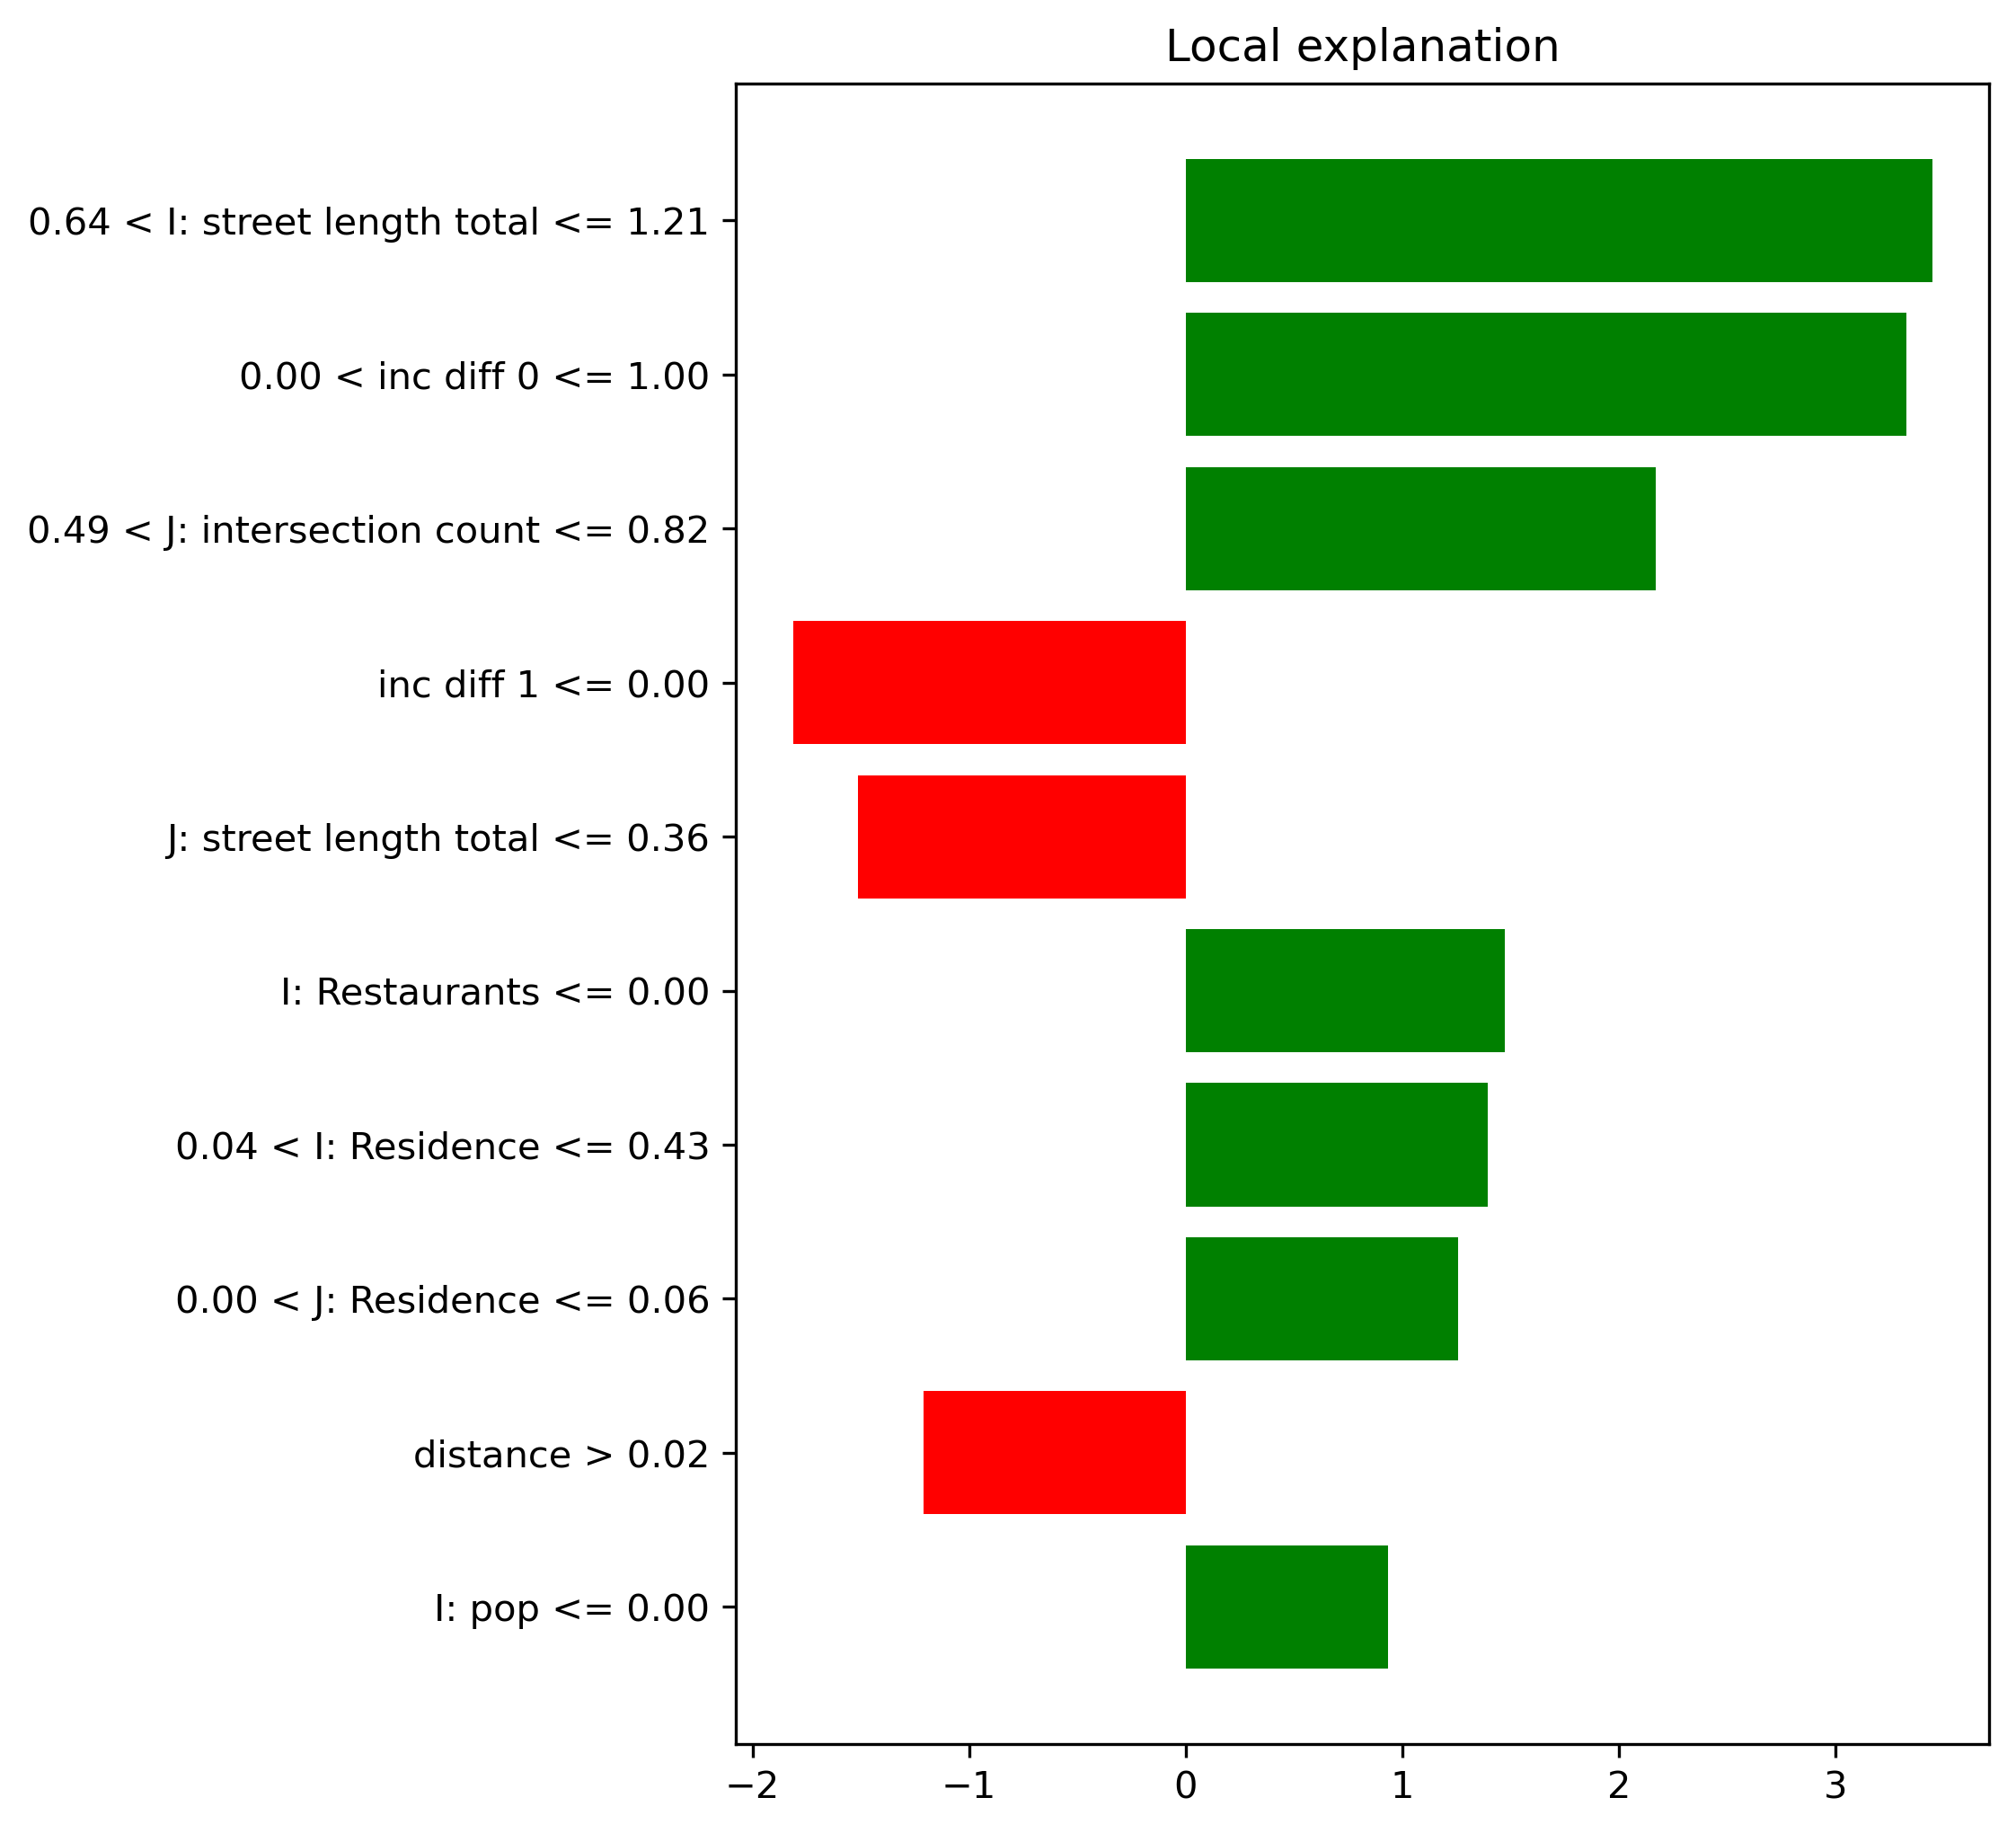 Local explanation
0.64 < I: street length total <= 1.21
0.00 < inc diff 0 <= 1.00
0.49 < J: intersection count <= 0.82
inc diff 1 <= 0.00
J: street length total <= 0.36
I: Restaurants <= 0.00
0.04 < I: Residence <= 0.43
0.00 < J: Residence <= 0.06
distance > 0.02
I: pop <= 0.00
−2 −1 0 1 2 3